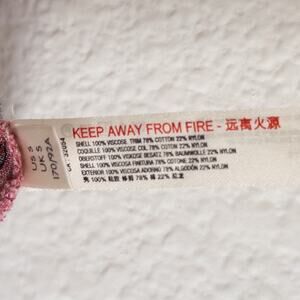 US S
UK S
170/92A
KEEP AWAY FROM FIRE - 远离火源
SHELL 100% VISCOSE, TRIM 78% COTTON 22% NYLON
COQUILLE 100% VISCOSE COL 78% COTON 22% NYLON
OBERSTOFF 100% VISKOSE BESATZ 78% BAUMWOLLE 22% NYLON
SHELL 100% VISCOSA FINITURA 78% COTONE 22% NYLON
EXTERIOR 100% VISCOSA ADORNO 78% ALGODÓN 22% NYLON